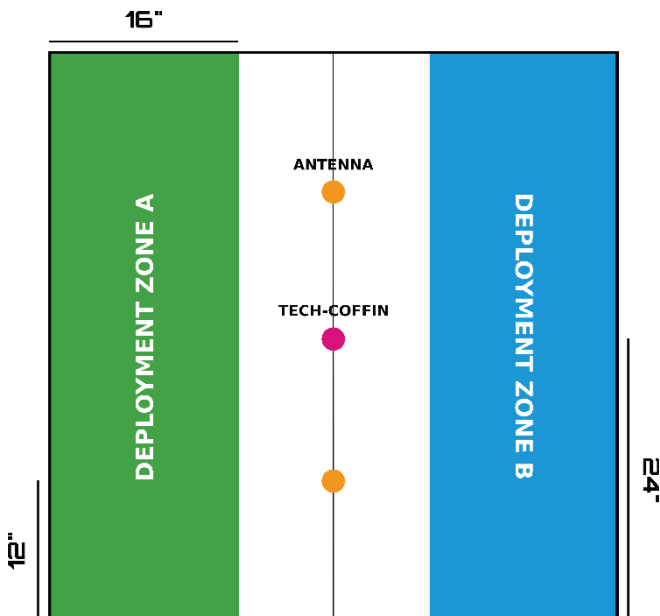 16"
ANTENNA
DEPLOYMENT ZONE A
DEPLOYMENT ZONE B
TECH-COFFIN
24"
12"